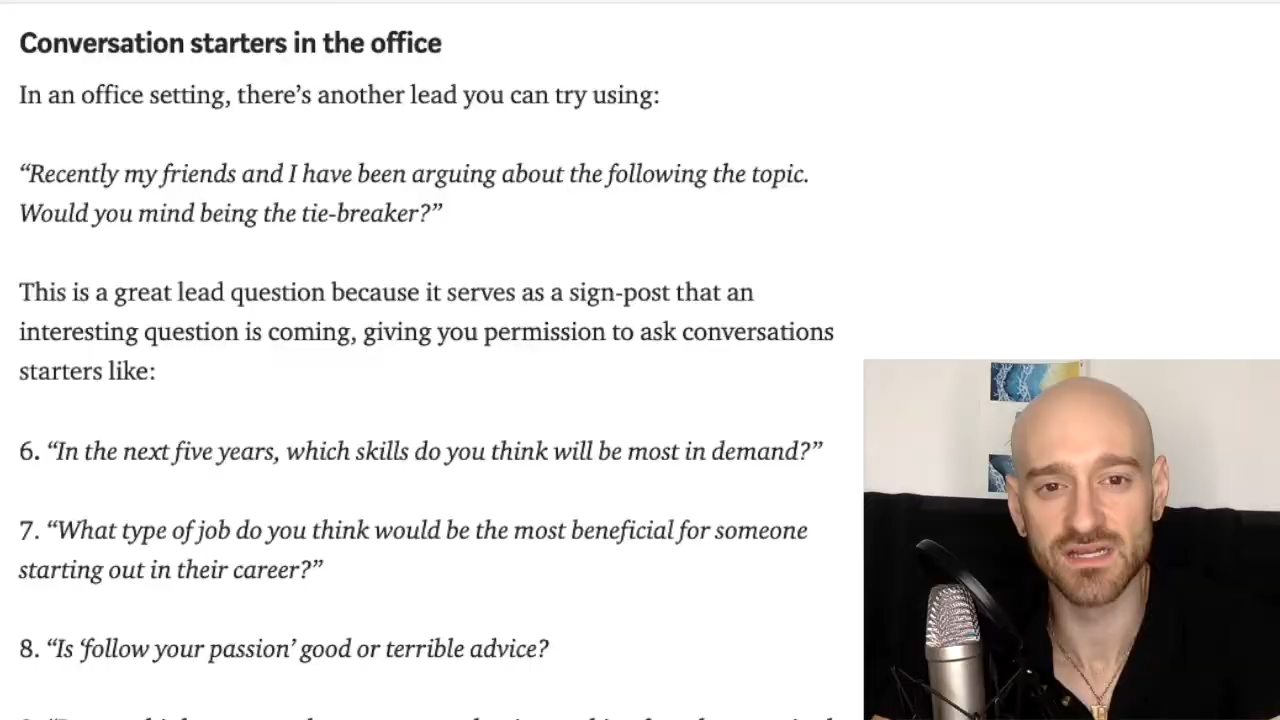 Conversation starters in the office
In an office setting, there’s another lead you can try using:
“Recently my friends and I have been arguing about the following the topic.
Would you mind being the tie-breaker?”
This is a great lead question because it serves as a sign-post that an
interesting question is coming, giving you permission to ask conversations
starters like:
6. “In the next five years, which skills do you think will be most in demand?”
7. “What type of job do you think would be the most beneficial for someone
starting out in their career?”
8. “Is ‘follow your passion’ good or terrible advice?